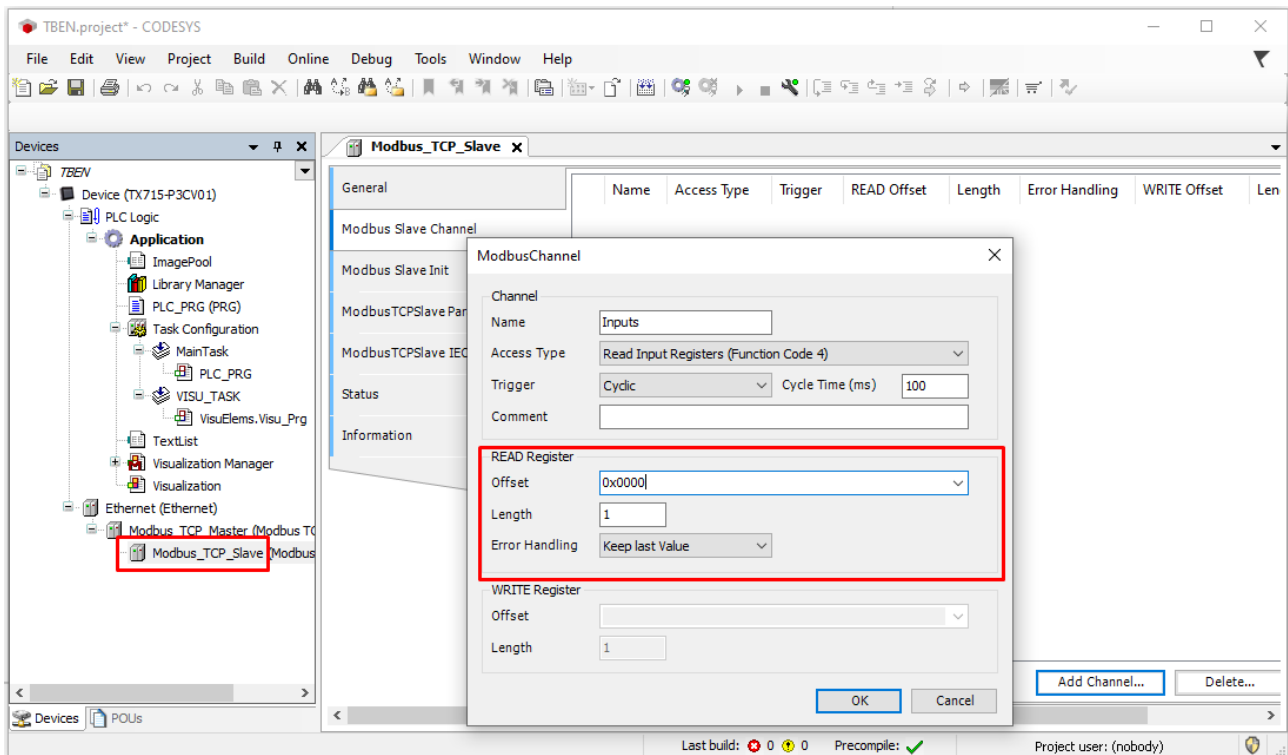 TBEN.project* - CODESYS
File Edit View Project Build Online Debug Tools Window Help
Devices
TBEN
Device (TX715-P3CV01)
PLC Logic
Application
ImagePool
Library Manager
PLC_PRG (PRG)
Task Configuration
MainTask
PLC_PRG
VISU_TASK
VisuElems.Visu_Prg
TextList
Visualization Manager
Visualization
Ethernet (Ethernet)
Modbus_TCP_Master (Modbus TC
Modbus_TCP_Slave (Modbus
Devices POUs
Modbus_TCP_Slave
General
Modbus Slave Channel
Modbus Slave Init
ModbusTCPSlave Par
ModbusTCPSlave IEC
Status
Information
Name Access Type Trigger READ Offset Length Error Handling WRITE Offset Len
ModbusChannel
Channel
Name Inputs
Access Type Read Input Registers (Function Code 4)
Trigger Cyclic Cycle Time (ms) 100
Comment
READ Register
Offset 0x0000
Length 1
Error Handling Keep last Value
WRITE Register
Offset
Length 1
OK Cancel
Add Channel... Delete...
Last build: 0 0 Precompile: Project user: (nobody)